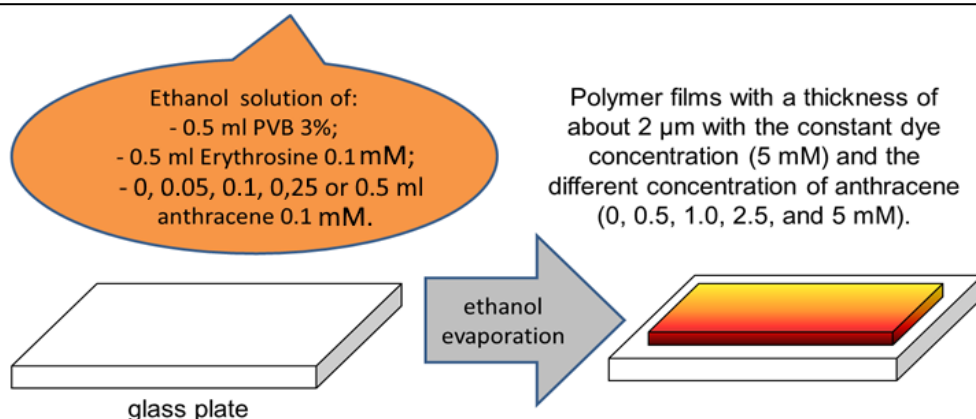 Ethanol solution of:
- 0.5 ml PVB 3%;
- 0.5 ml Erythrosine 0.1 mM;
- 0, 0.05, 0.1, 0,25 or 0.5 ml
anthracene 0.1 mM.
Polymer films with a thickness of
about 2 μm with the constant dye
concentration (5 mM) and the
different concentration of anthracene
(0, 0.5, 1.0, 2.5, and 5 mM).
ethanol
evaporation
glass plate